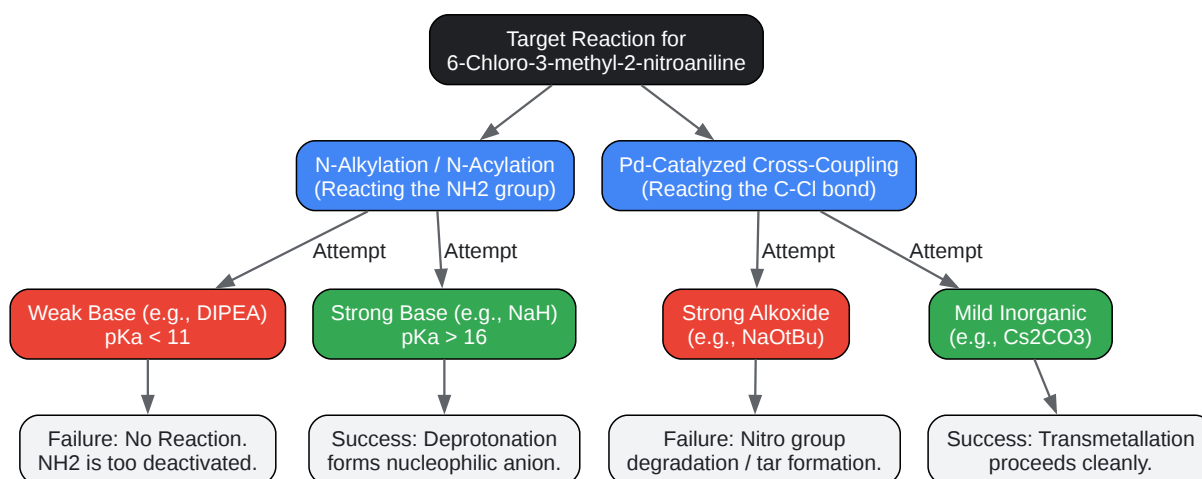 Target Reaction for
6-Chloro-3-methyl-2-nitroaniline
N-Alkylation / N-Acylation
(Reacting the NH2 group)
Pd-Catalyzed Cross-Coupling
(Reacting the C-Cl bond)
Attempt
Attempt
Attempt
Attempt
Weak Base (e.g., DIPEA)
pKa < 11
Strong Base (e.g., NaH)
pKa > 16
Strong Alkoxide
(e.g., NaOtBu)
Mild Inorganic
(e.g., Cs2CO3)
Failure: No Reaction.
NH2 is too deactivated.
Success: Deprotonation
forms nucleophilic anion.
Failure: Nitro group
degradation / tar formation.
Success: Transmetallation
proceeds cleanly.